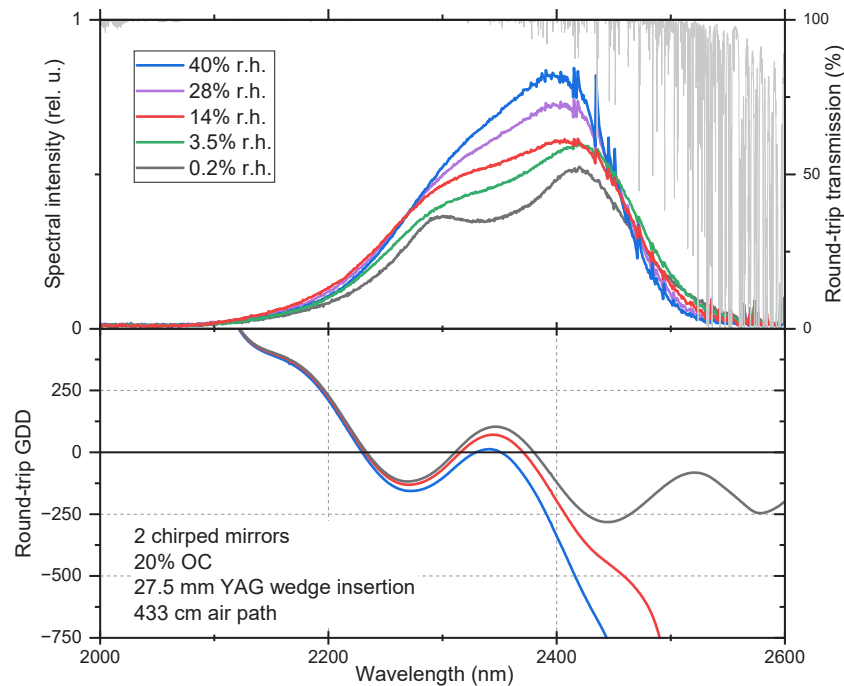 1
100
40% r.h.
28% r.h.
14% r.h.
3.5% r.h.
0.2% r.h.
Spectral intensity (rel. u.)
Round-trip transmission (%)
75
50
25
0
0
250
0
−250
−500
−750
Round-trip GDD
2 chirped mirrors
20% OC
27.5 mm YAG wedge insertion
433 cm air path
2000
2200
2400
2600
Wavelength (nm)